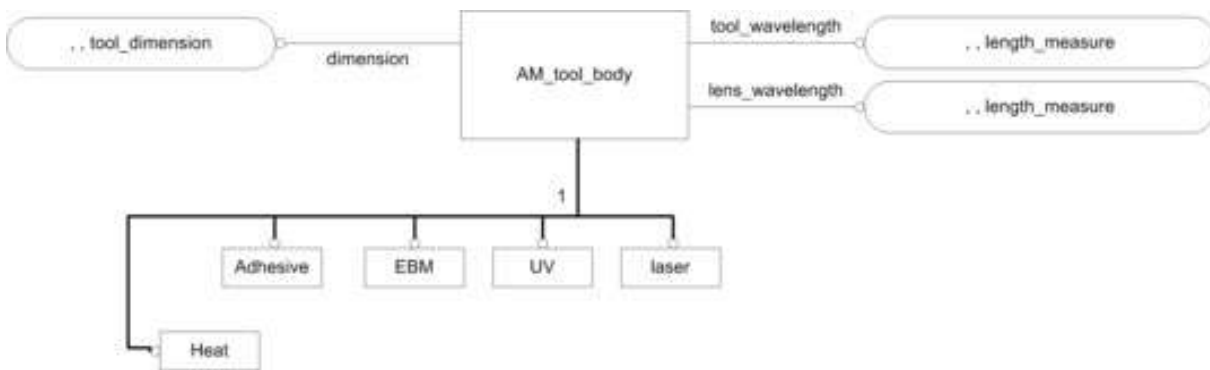 , , tool_dimension
dimension
AM_tool_body
tool_wavelength
, , length_measure
lens_wavelength
, , length_measure
1
Adhesive
EBM
UV
laser
Heat